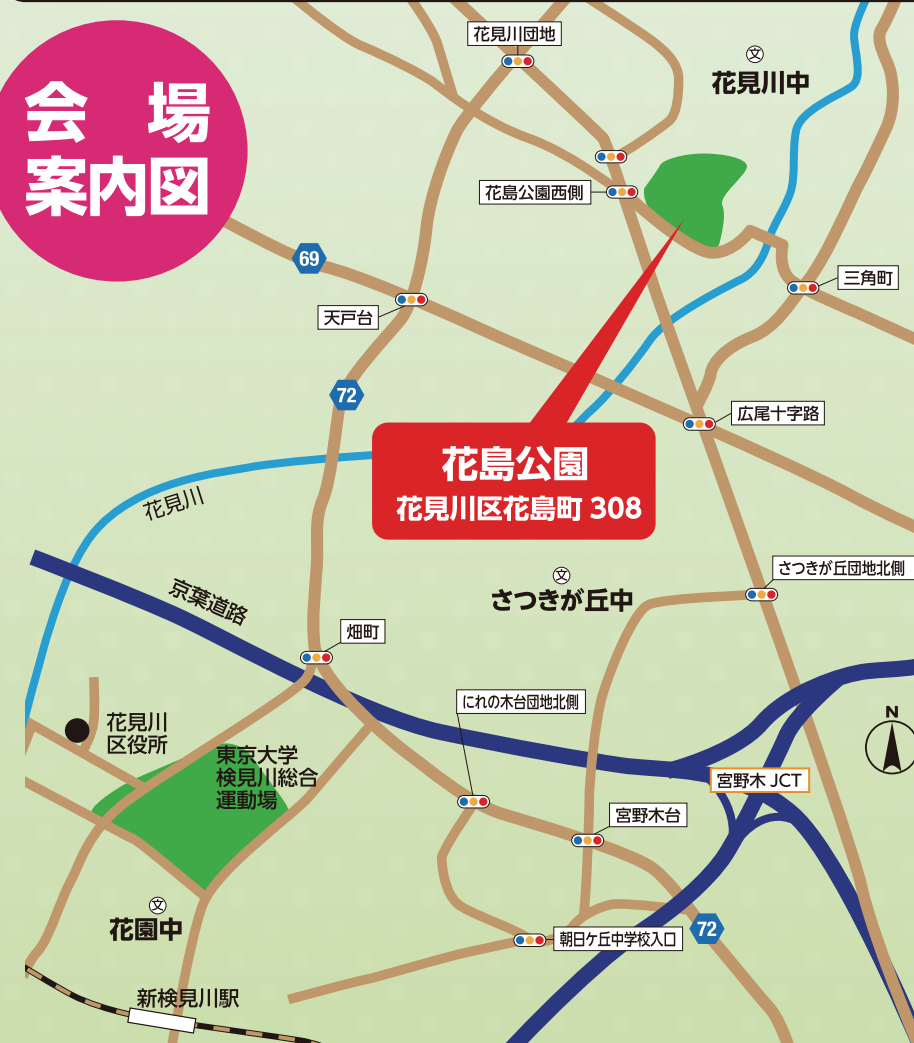 会 場
案内図
花見川団地
文
花見川中
花島公園西側
69
三角町
天戸台
72
広尾十字路
花島公園
花見川区花島町 308
花見川
さつきが丘団地北側
文
さつきが丘中
京葉道路
畑町
にれの木台団地北側
花見川
区役所
N
東京大学
検見川総合
運動場
宮野木 JCT
宮野木台
文
花園中
72
朝日ケ丘中学校入口
新検見川駅